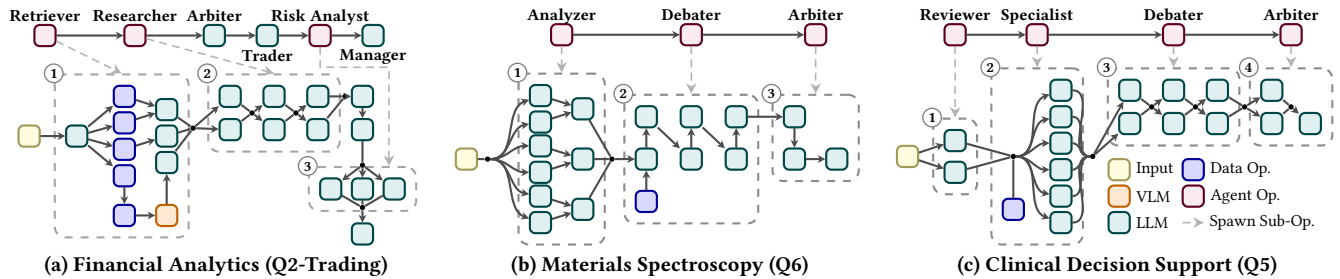 Retriever Researcher Arbiter Risk Analyst
Trader Manager
1
2
3
(a) Financial Analytics (Q2-Trading)
Analyzer Debater Arbiter
1
2
3
(b) Materials Spectroscopy (Q6)
Reviewer Specialist Debater Arbiter
1
2
3
4
Input Data Op.
VLM Agent Op.
LLM Spawn Sub-Op.
(c) Clinical Decision Support (Q5)